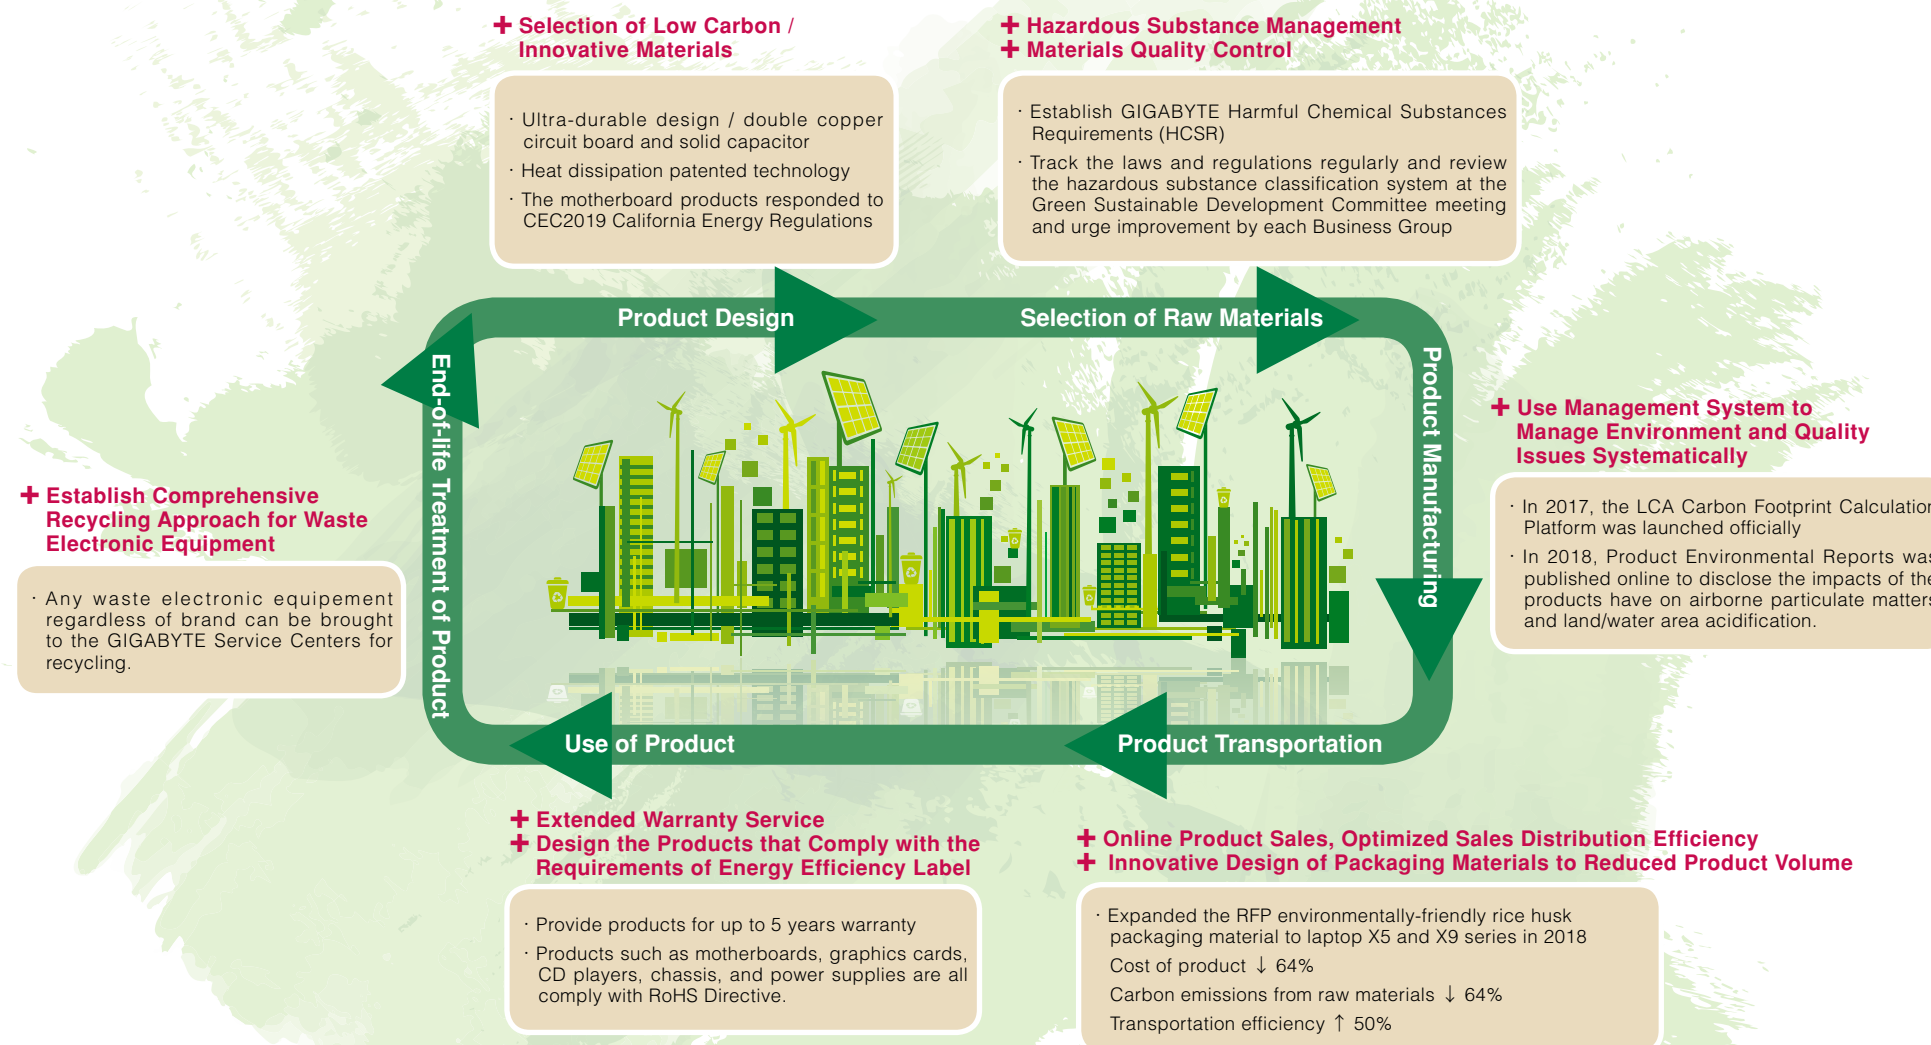 + Selection of Low Carbon /
Innovative Materials
· Ultra-durable design / double copper
circuit board and solid capacitor
· Heat dissipation patented technology
· The motherboard products responded to
CEC2019 California Energy Regulations
+ Hazardous Substance Management
+ Materials Quality Control
· Establish GIGABYTE Harmful Chemical Substances
Requirements (HCSR)
· Track the laws and regulations regularly and review
the hazardous substance classification system at the
Green Sustainable Development Committee meeting
and urge improvement by each Business Group
Product Design
Selection of Raw Materials
Product Manufacturing
+ Use Management System to
Manage Environment and Quality
Issues Systematically
· In 2017, the LCA Carbon Footprint Calculation
Platform was launched officially
· In 2018, Product Environmental Reports was
published online to disclose the impacts of the
products have on airborne particulate matters
and land/water area acidification.
Product Transportation
+ Online Product Sales, Optimized Sales Distribution Efficiency
+ Innovative Design of Packaging Materials to Reduced Product Volume
· Expanded the RFP environmentally-friendly rice husk
packaging material to laptop X5 and X9 series in 2018
Cost of product ↓ 64%
Carbon emissions from raw materials ↓ 64%
Transportation efficiency ↑ 50%
Use of Product
+ Extended Warranty Service
+ Design the Products that Comply with the
Requirements of Energy Efficiency Label
· Provide products for up to 5 years warranty
· Products such as motherboards, graphics cards,
CD players, chassis, and power supplies are all
comply with RoHS Directive.
End-of-life Treatment of Product
+ Establish Comprehensive
Recycling Approach for Waste
Electronic Equipment
· Any waste electronic equipement
regardless of brand can be brought
to the GIGABYTE Service Centers for
recycling.